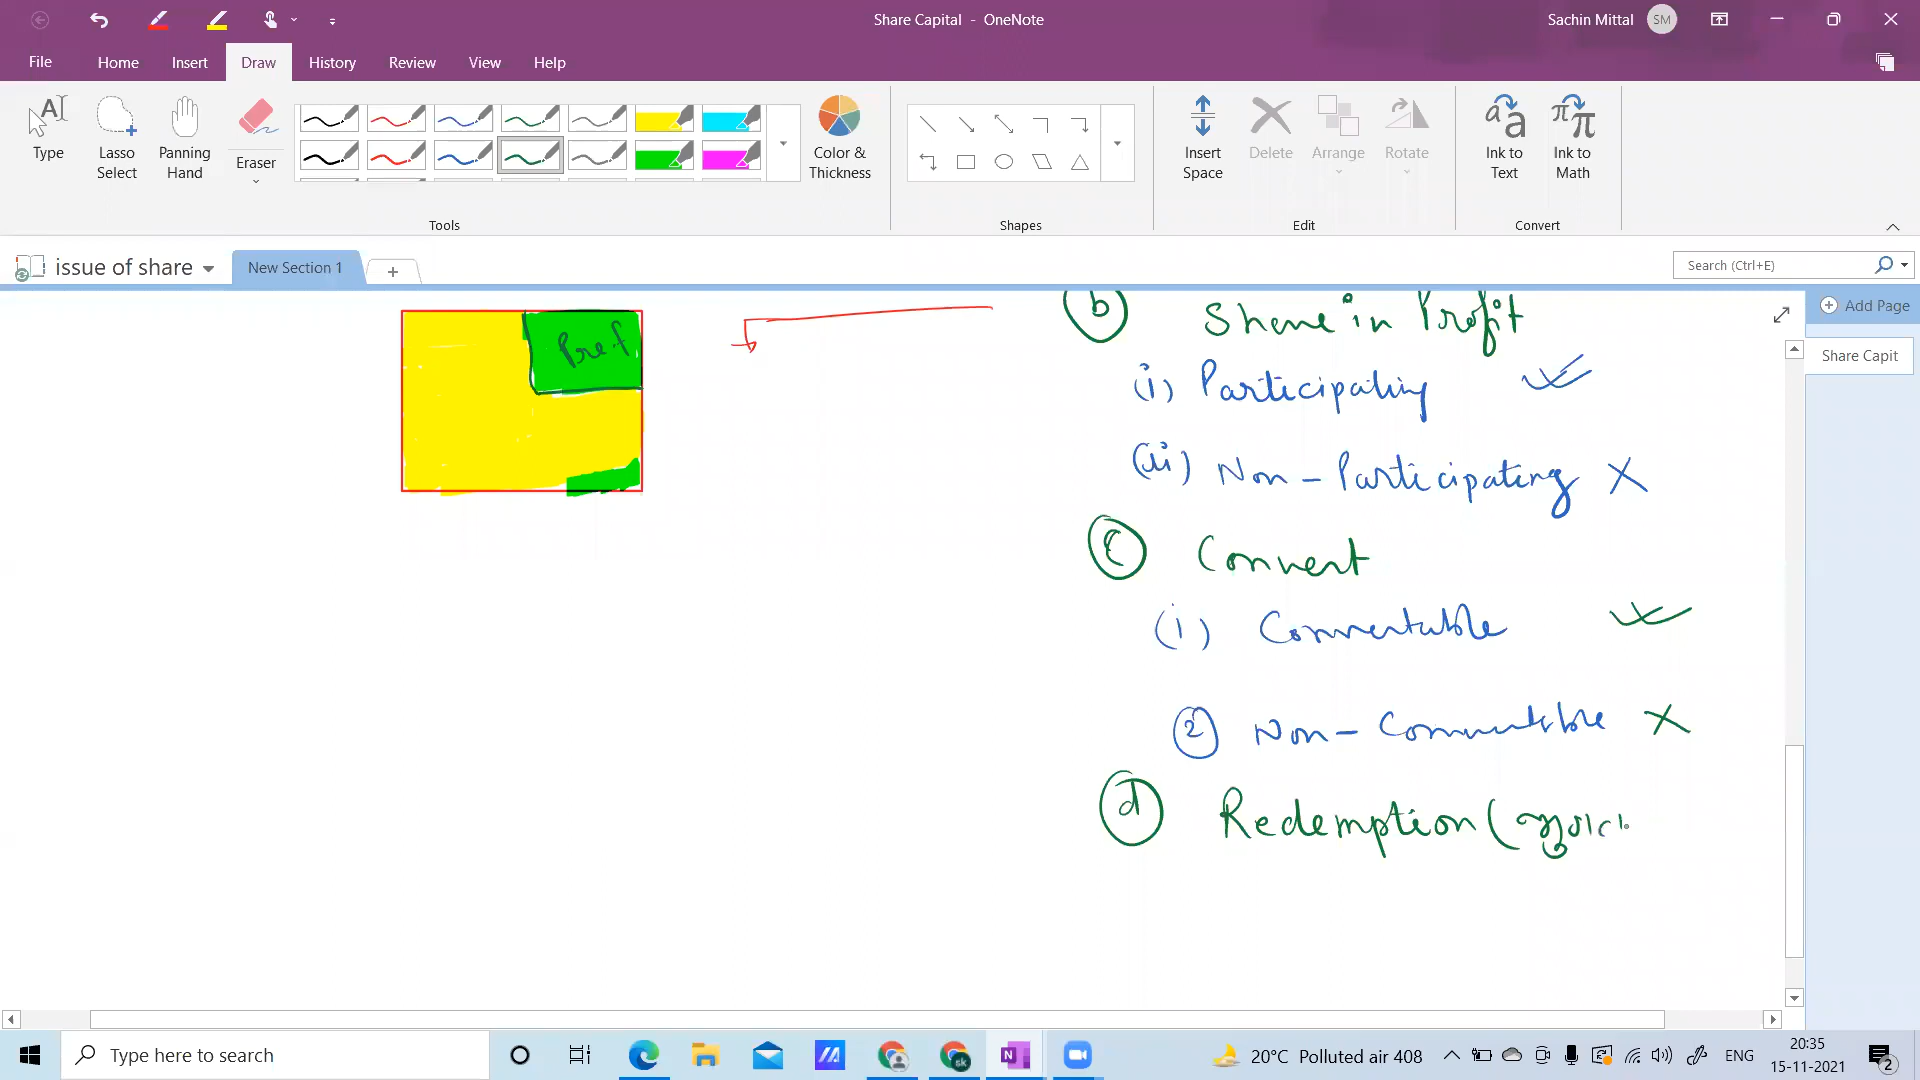 Share Capital - OneNote
Sachin Mittal
SM
File
Home
Insert
Draw
History
Review
View
Help
Type
Lasso Select
Panning Hand
Eraser
Color & Thickness
Insert Space
Delete
Arrange
Rotate
Ink to Text
Ink to Math
Tools
Shapes
Edit
Convert
issue of share
New Section 1
Search (Ctrl+E)
Add Page
Share Capit
Pref
b Share in Profit
(i) Participating
(ii) Non - Participating X
c Convert
(i) Convertible
2 Non - Convertible X
d Redemption (
Type here to search
20°C Polluted air 408
ENG
20:35
15-11-2021
2